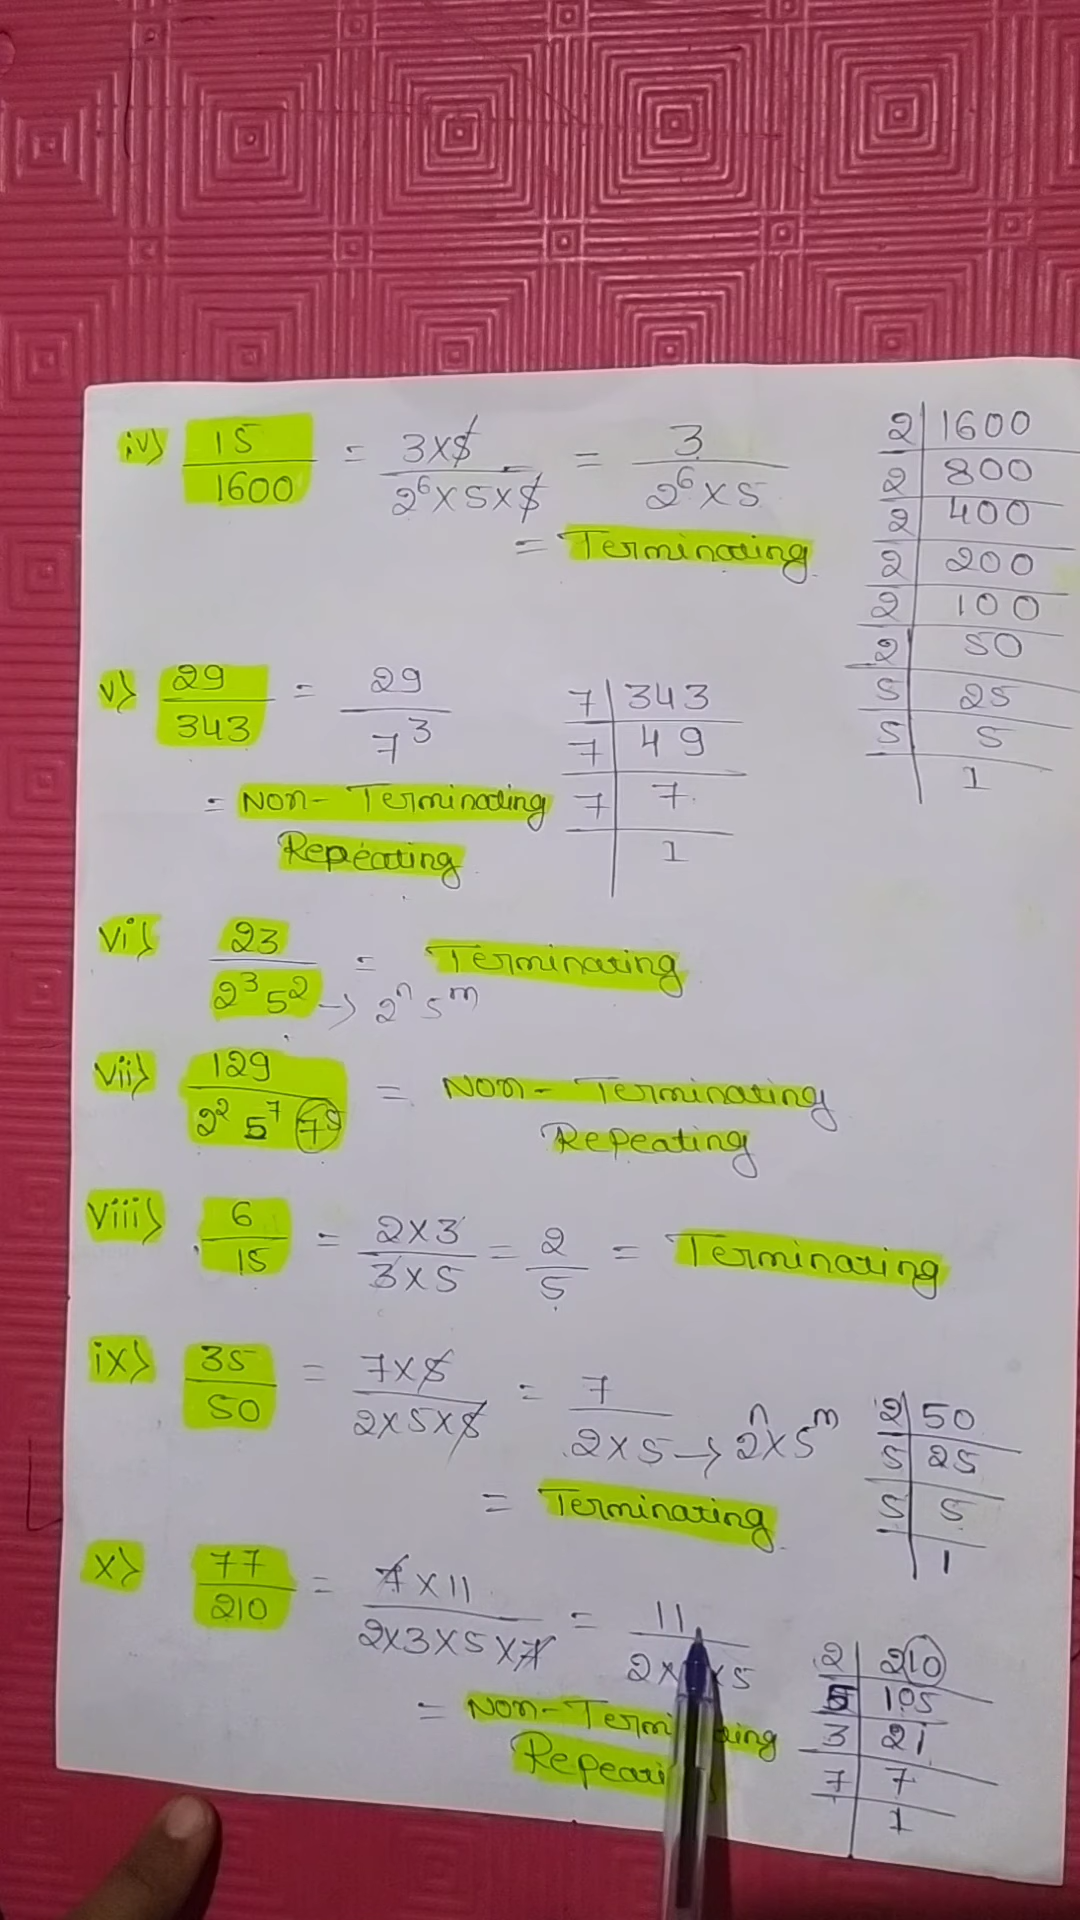 iv) 15/1600 = 3×5/2⁶×5×5 = 3/2⁶×5
= Terminating
2 | 1600
2 | 800
2 | 400
2 | 200
2 | 100
2 | 50
5 | 25
5 | 5
1
v) 29/343 = 29/7³
= Non-Terminating
Repeating
7 | 343
7 | 49
7 | 7
1
vi) 23/2³5² → 2ⁿ5ᵐ = Terminating
vii) 129/2² 5⁷ 7⁵ = Non-Terminating
Repeating
viii) 6/15 = 2×3/3×5 = 2/5 = Terminating
ix) 35/50 = 7×5/2×5×5 = 7/2×5 → 2ⁿ×5ᵐ
= Terminating
2 | 50
5 | 25
5 | 5
1
x) 77/210 = 7×11/2×3×5×7 = 11/2× ×5
= Non-Terminating
Repeating
2 | 210
5 | 105
3 | 21
7 | 7
1